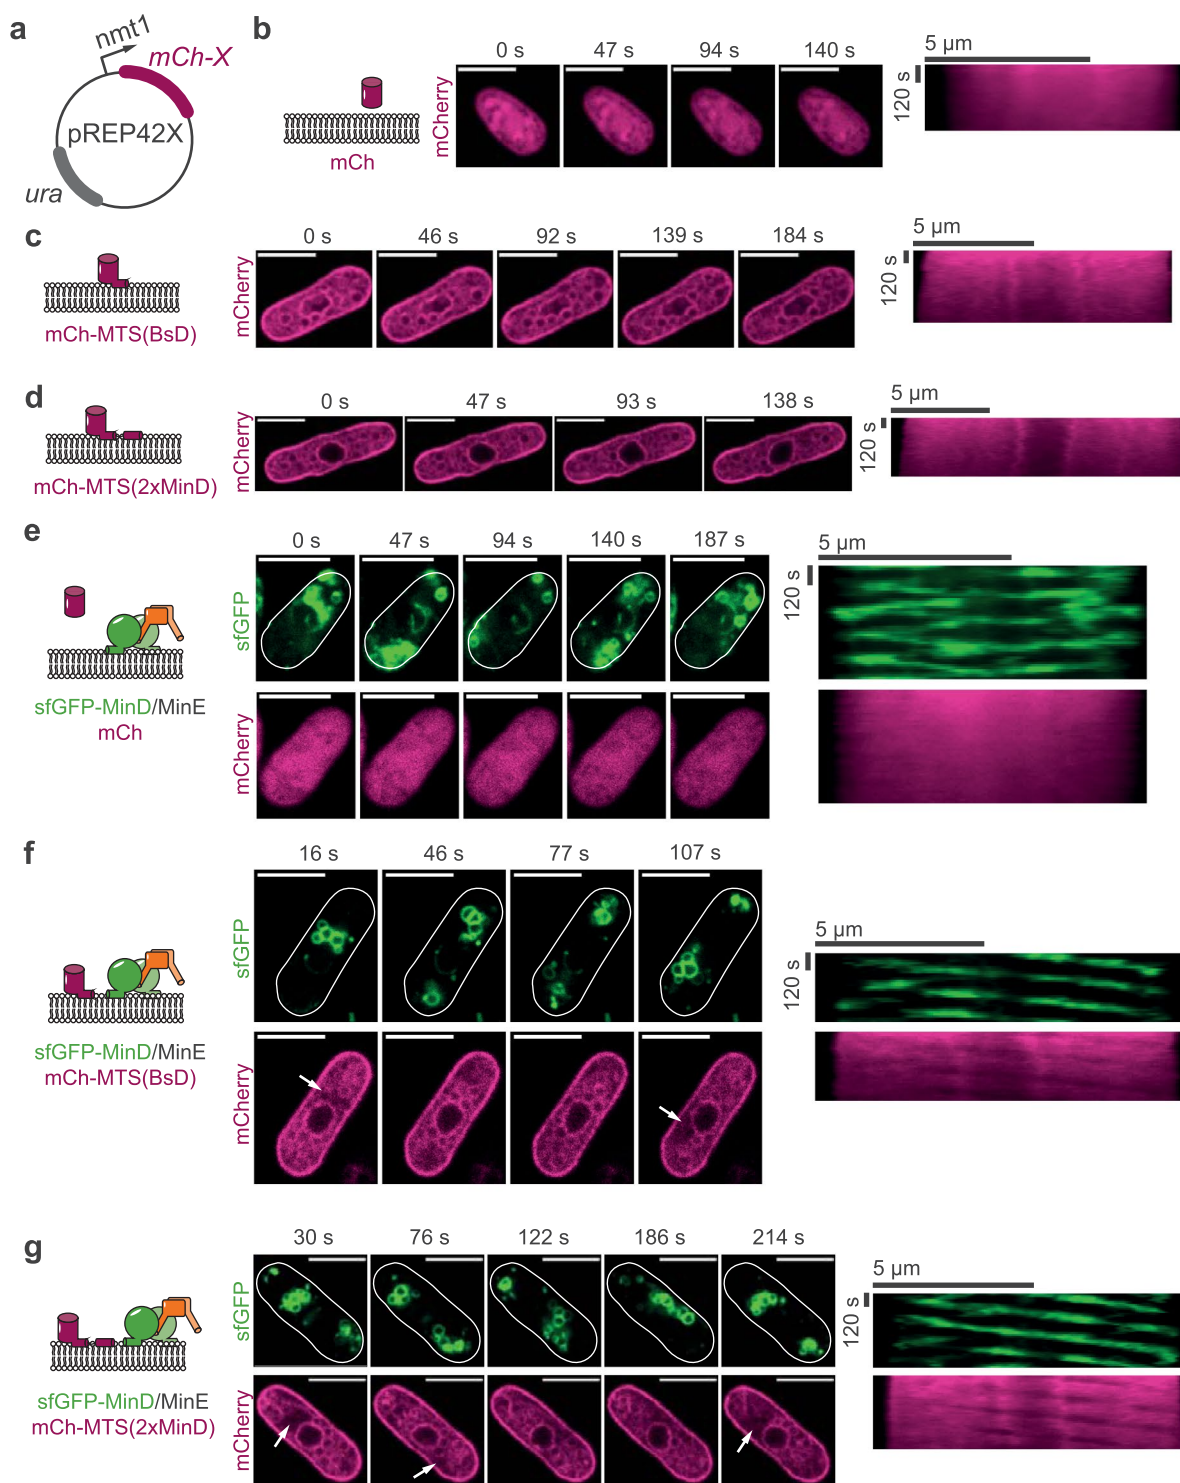 a
nmt1
mCh-X
pREP42X
ura
b
mCh
mCherry
0 s 47 s 94 s 140 s
5 µm
120 s
c
mCh-MTS(BsD)
mCherry
0 s 46 s 92 s 139 s 184 s
5 µm
120 s
d
mCh-MTS(2xMinD)
mCherry
0 s 47 s 93 s 138 s
5 µm
120 s
e
sfGFP-MinD/MinE
mCh
0 s 47 s 94 s 140 s 187 s
sfGFP
mCherry
5 µm
120 s
f
sfGFP-MinD/MinE
mCh-MTS(BsD)
16 s 46 s 77 s 107 s
sfGFP
mCherry
5 µm
120 s
g
sfGFP-MinD/MinE
mCh-MTS(2xMinD)
30 s 76 s 122 s 186 s 214 s
sfGFP
mCherry
5 µm
120 s